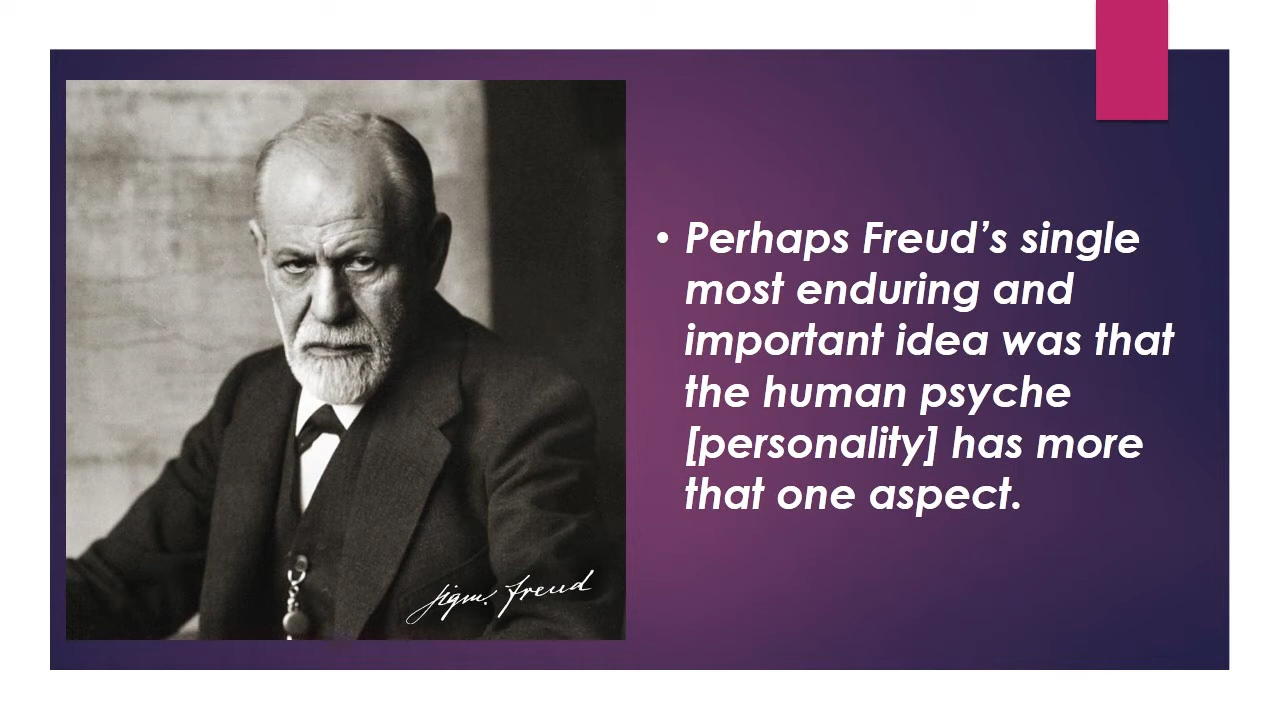 • Perhaps Freud’s single
most enduring and
important idea was that
the human psyche
[personality] has more
that one aspect.
Sigm. Freud